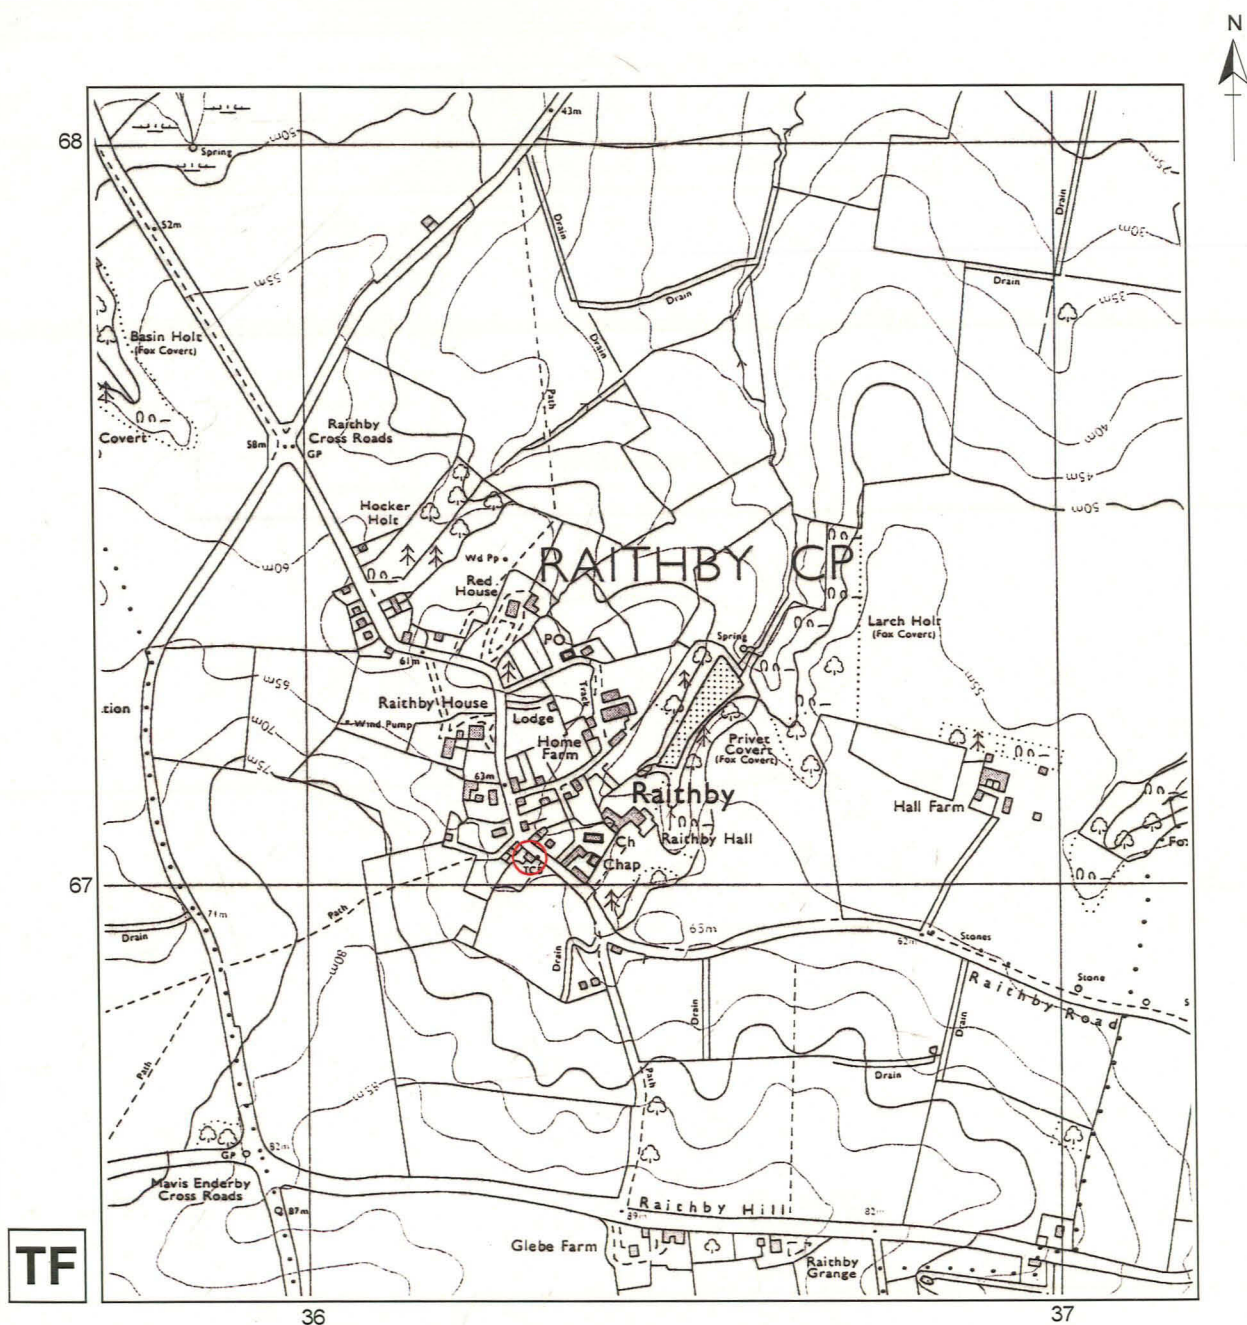 N
68
43m
50m
Spring
Drain
25m
52m
30m
55m
Drain
Drain
Drain
35m
Basin Holt
(Fox Covert)
Drain
Path
Covert
58m
Raithby
Cross Roads
GP
40m
45m
50m
Hocker
Holt
60m
Wd Pp
RAITHBY CP
Red
House
Larch Holt
(Fox Covert)
PO
Spring
61m
65m
55m
Raithby House
Track
Wind Pump
Lodge
70m
Home
Farm
Privet
Covert
(Fox Covert)
75m
63m
Raithby
Hall Farm
Ch
Raithby Hall
Chap
TCB
67
Path
71m
Drain
65m
62m
Stones
Drain
80m
Stone
S
Raithby Road
Drain
Drain
Path
Path
Drain
85m
GP
82m
Mavis Enderby
Cross Roads
87m
Raithby Hill
89m
82m
Glebe Farm
Raithby
Grange
TF
36
37